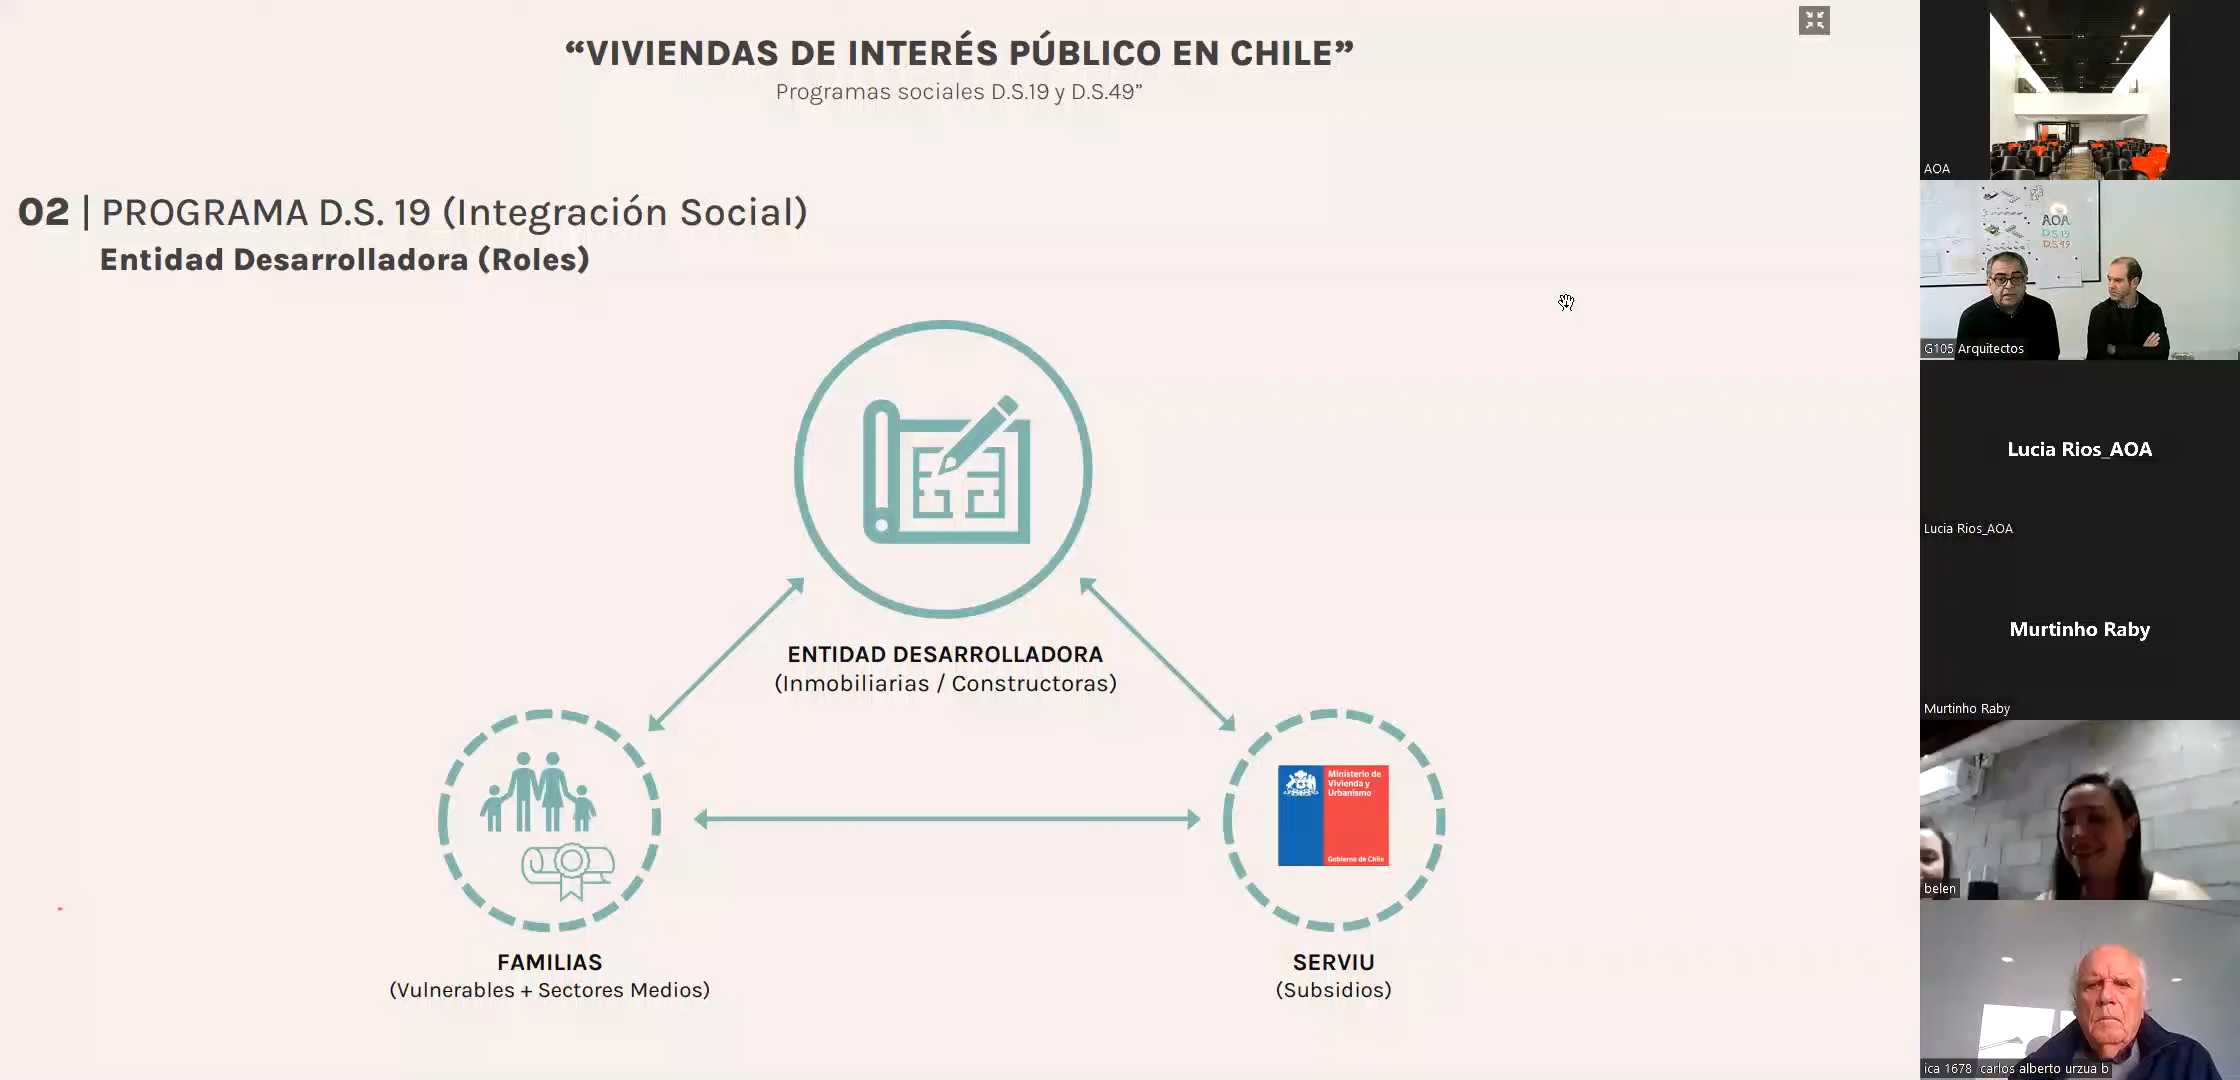 “VIVIENDAS DE INTERÉS PÚBLICO EN CHILE”
Programas sociales D.S.19 y D.S.49”
02 | PROGRAMA D.S. 19 (Integración Social)
Entidad Desarrolladora (Roles)
ENTIDAD DESARROLLADORA
(Inmobiliarias / Constructoras)
FAMILIAS
(Vulnerables + Sectores Medios)
Ministerio de
Vivienda y
Urbanismo
Gobierno de Chile
SERVIU
(Subsidios)
AOA
AOA
D.S.19
D.S.49
G105 Arquitectos
Lucia Rios_AOA
Lucia Rios_AOA
Murtinho Raby
Murtinho Raby
belen
ica 1678 carlos alberto urzua b